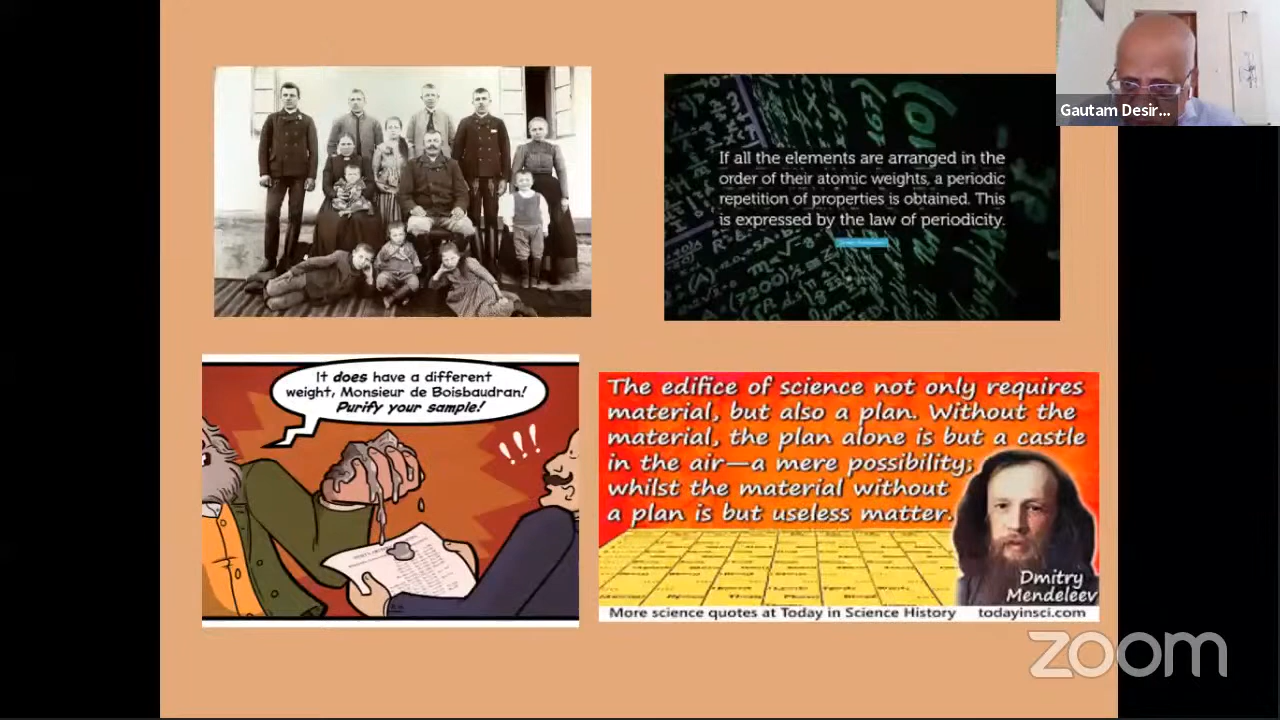 Gautam Desir...
If all the elements are arranged in the
order of their atomic weights, a periodic
repetition of properties is obtained. This
is expressed by the law of periodicity.
It does have a different
weight, Monsieur de Boisbaudran!
Purify your sample!
The edifice of science not only requires
material, but also a plan. Without the
material, the plan alone is but a castle
in the air—a mere possibility;
whilst the material without
a plan is but useless matter.
Dmitry
Mendeleev
More science quotes at Today in Science History todayinsci.com
zoom